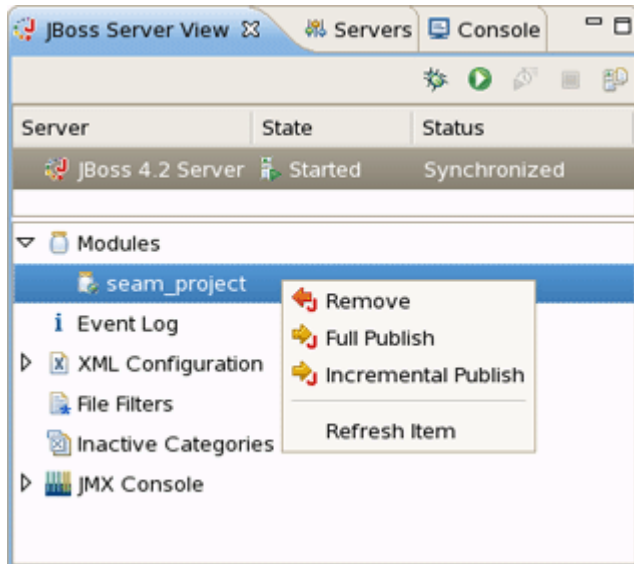 JBoss Server View Servers Console
Server State Status
JBoss 4.2 Server Started Synchronized
Modules
seam_project
Remove
Event Log
Full Publish
XML Configuration
Incremental Publish
File Filters
Refresh Item
Inactive Categories
JMX Console